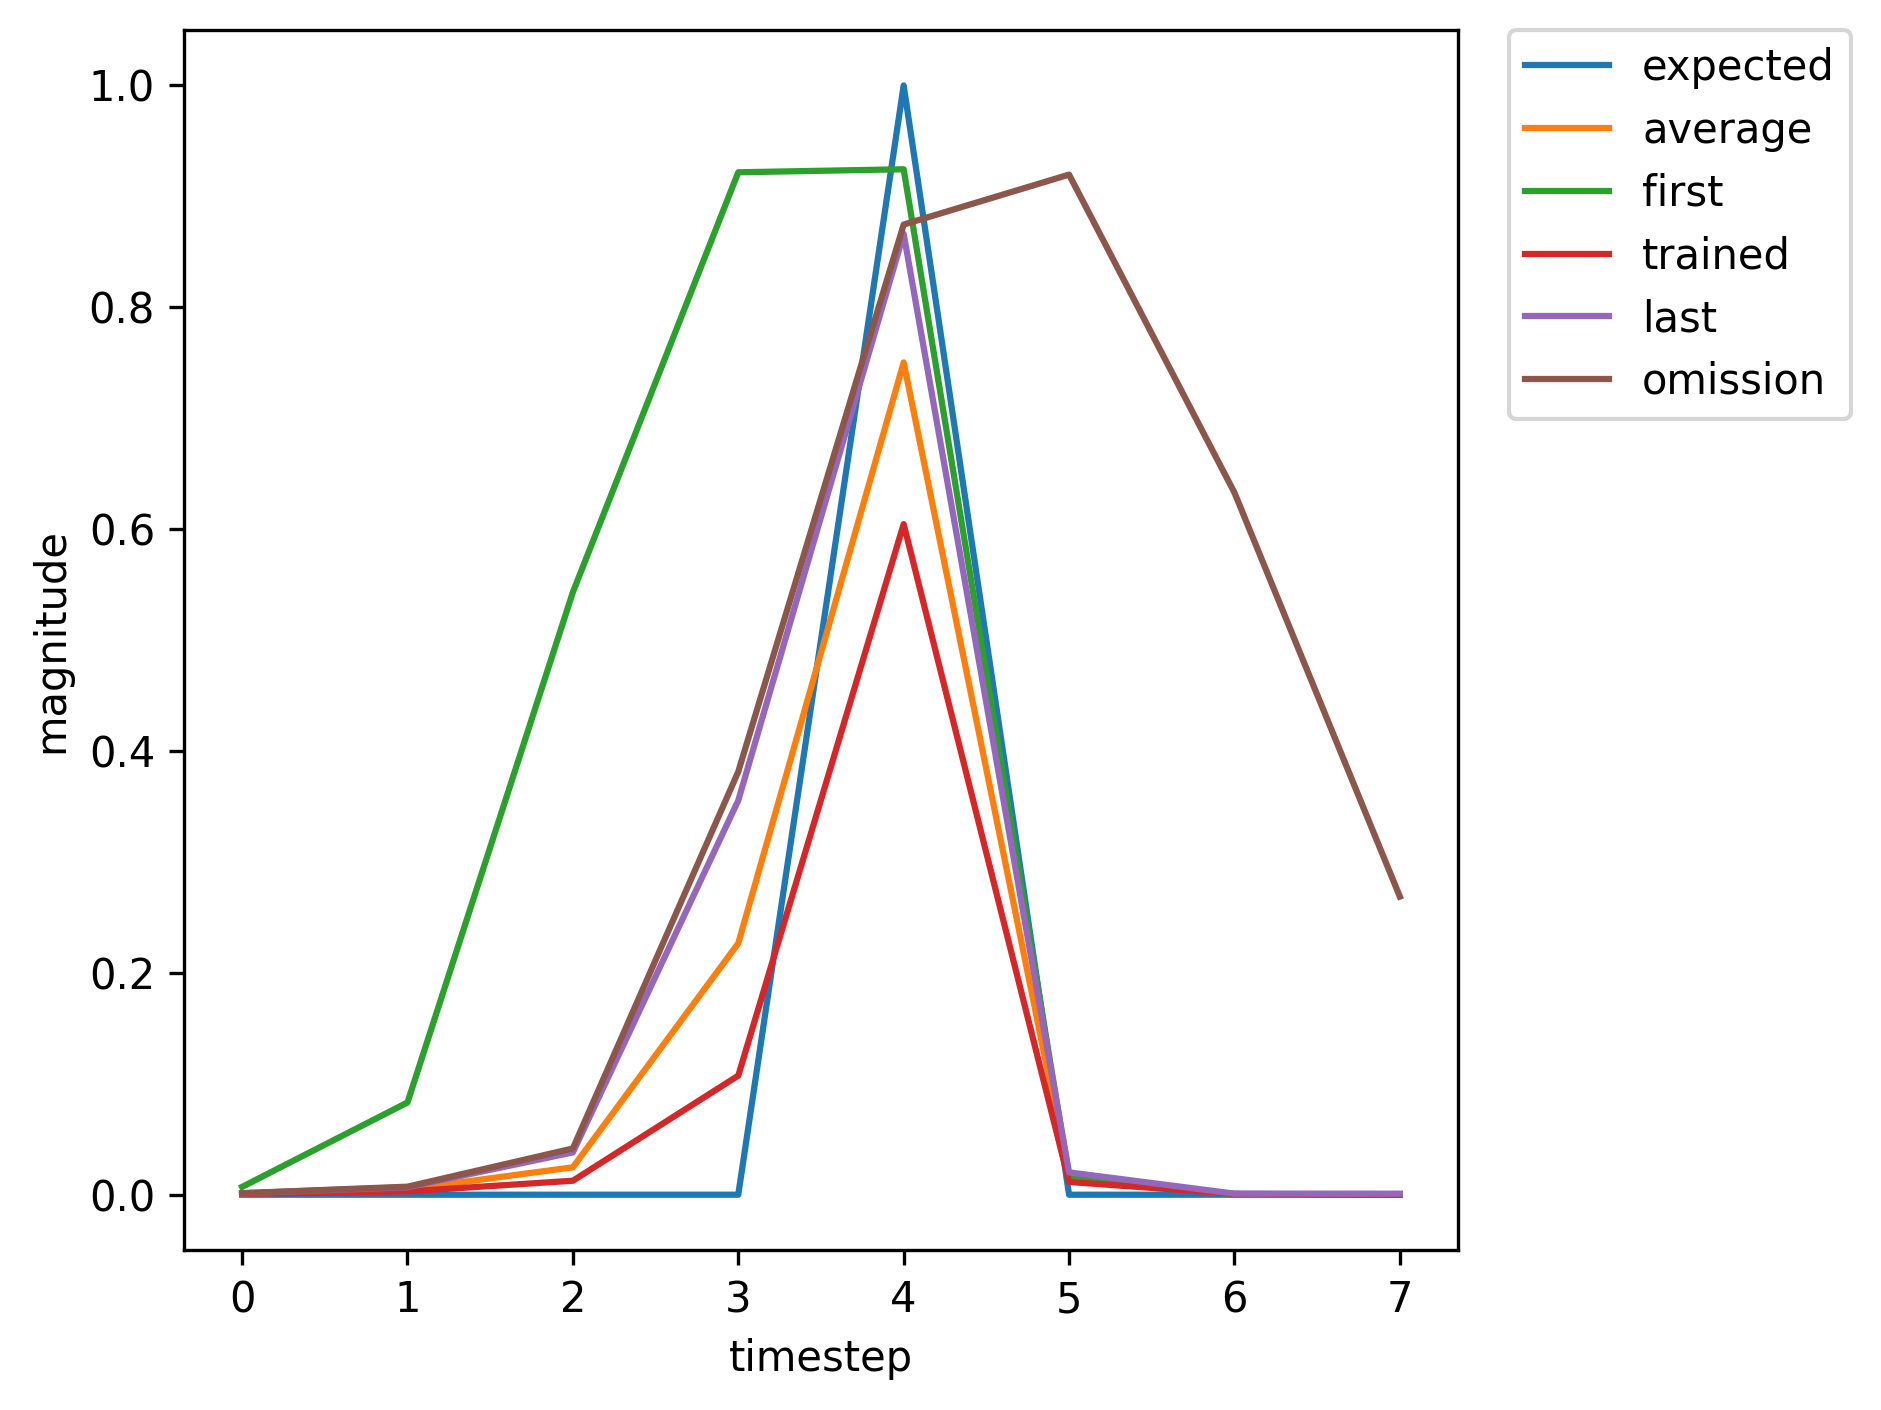 1.0
0.8
0.6
0.4
0.2
0.0
magnitude
0 1 2 3 4 5 6 7
timestep
expected
average
first
trained
last
omission